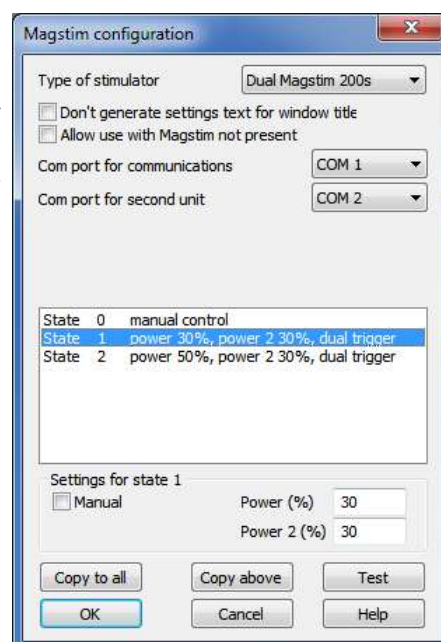 Magstim configuration
Type of stimulator Dual Magstim 200s
Don't generate settings text for window title
Allow use with Magstim not present
Com port for communications COM 1
Com port for second unit COM 2
State 0 manual control
State 1 power 30%, power 2 30%, dual trigger
State 2 power 50%, power 2 30%, dual trigger
Settings for state 1
Manual Power (%) 30
Power 2 (%) 30
Copy to all Copy above Test
OK Cancel Help